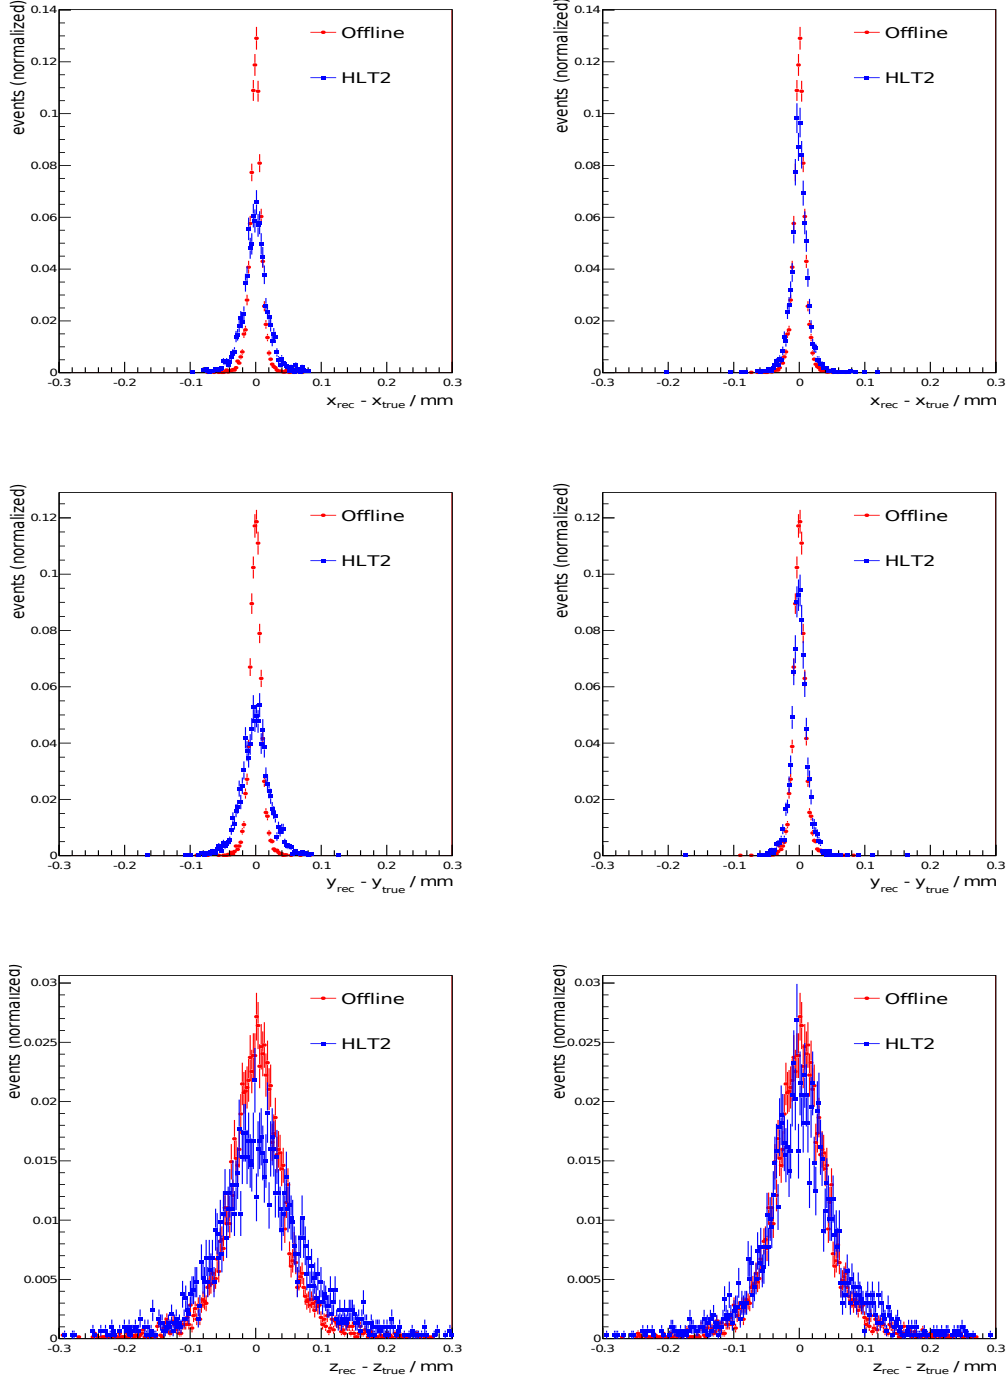 events (normalized)
0.14
0.12
0.1
0.08
0.06
0.04
0.02
0
Offline
HLT2
-0.3 -0.2 -0.1 0 0.1 0.2 0.3
x_rec - x_true / mm
events (normalized)
0.14
0.12
0.1
0.08
0.06
0.04
0.02
0
Offline
HLT2
-0.3 -0.2 -0.1 0 0.1 0.2 0.3
x_rec - x_true / mm
events (normalized)
0.12
0.1
0.08
0.06
0.04
0.02
0
Offline
HLT2
-0.3 -0.2 -0.1 0 0.1 0.2 0.3
y_rec - y_true / mm
events (normalized)
0.12
0.1
0.08
0.06
0.04
0.02
0
Offline
HLT2
-0.3 -0.2 -0.1 0 0.1 0.2 0.3
y_rec - y_true / mm
events (normalized)
0.03
0.025
0.02
0.015
0.01
0.005
0
Offline
HLT2
-0.3 -0.2 -0.1 0 0.1 0.2 0.3
z_rec - z_true / mm
events (normalized)
0.03
0.025
0.02
0.015
0.01
0.005
0
Offline
HLT2
-0.3 -0.2 -0.1 0 0.1 0.2 0.3
z_rec - z_true / mm